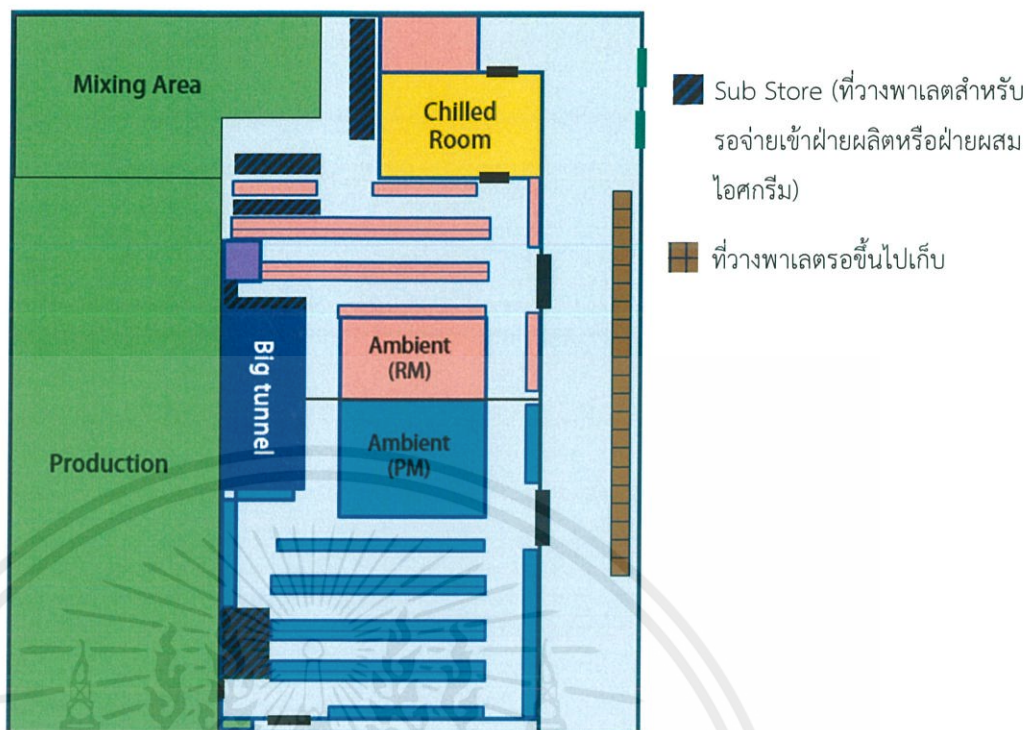 Mixing Area
Chilled
Room
Big tunnel
Ambient
(RM)
Ambient
(PM)
Production
Sub Store (ที่วางพาเลตสำหรับ
รอจ่ายเข้าฝ่ายผลิตหรือฝ่ายผสม
ไอศกรีม)
ที่วางพาเลตรอขึ้นไปเก็บ